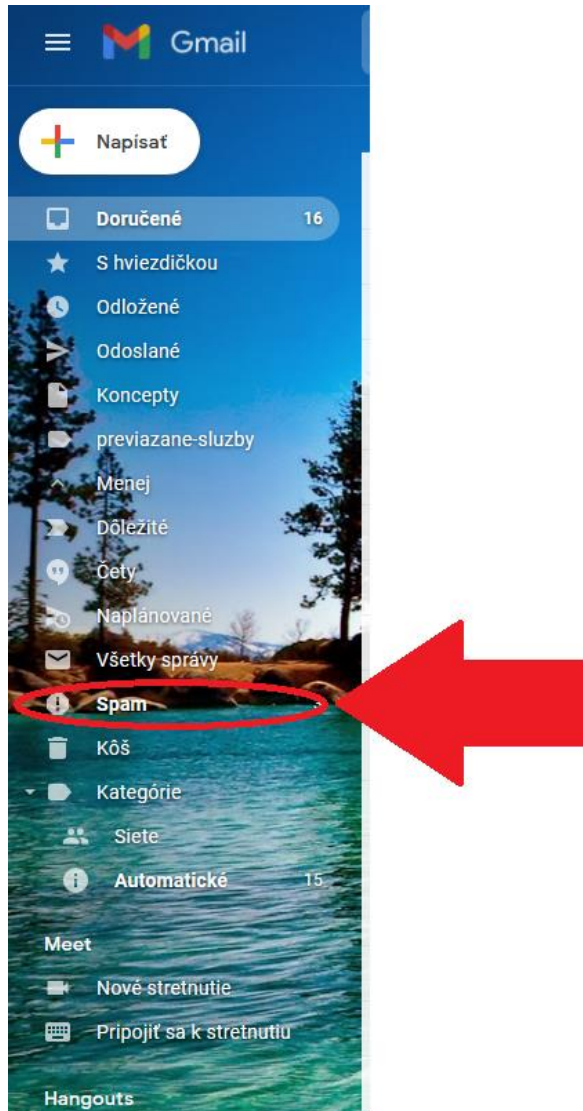 Gmail
Napísať
Doručené 16
S hviezdičkou
Odložené
Odoslané
Koncepty
previazane-sluzby
Menej
Dôležité
Čety
Naplánované
Všetky správy
Spam
Kôš
Kategórie
Siete
Automatické 15
Meet
Nové stretnutie
Pripojiť sa k stretnutiu
Hangouts